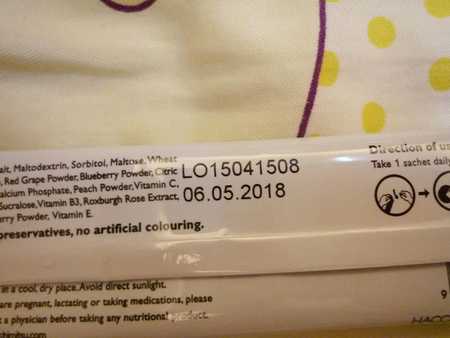 alt, Maltodextrin, Sorbitol, Maltose, Wheat
Red Grape Powder, Blueberry Powder, Citric
alcium Phosphate, Peach Powder, Vitamin C,
Sucralose, Vitamin B3, Roxburgh Rose Extract,
rry Powder, Vitamin E.
preservatives, no artificial colouring.
LO15041508
06.05.2018
Direction of us
Take 1 sachet daily
in a cool, dry place. Avoid direct sunlight.
are pregnant, lactating or taking medications, please
t a physician before taking any nutritional product.
9
HACC